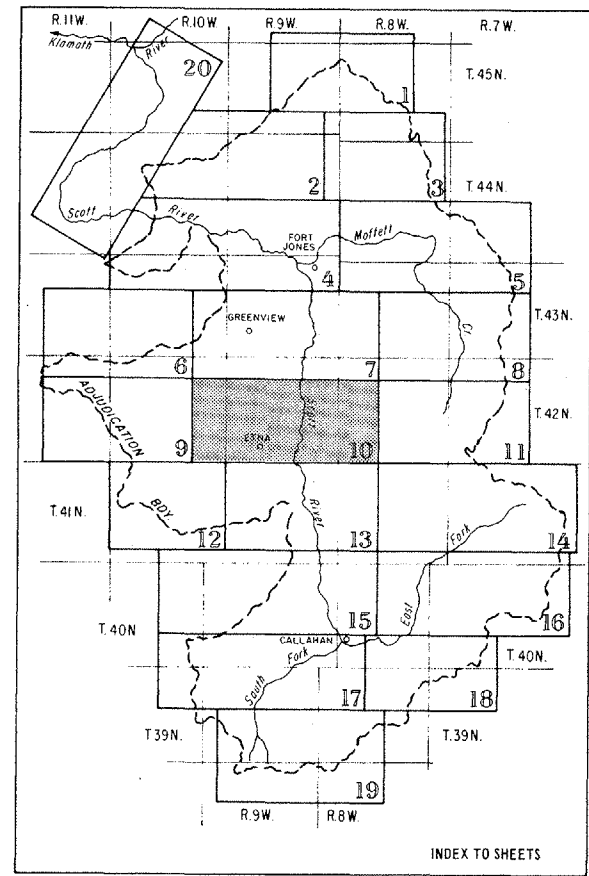 R.11W.
R.10W.
R.9W.
R.8W.
R.7W.
Klamath
River
20
T.45N.
1
2
3
T.44N.
Scott
River
FORT
JONES
Moffett
4
5
GREENVIEW
Cr.
T.43N.
6
7
8
ADJUDICATION
BDY
Scott
T.42N.
ETNA
9
10
11
T.41N.
River
Fork
12
13
14
T.40N
East
15
16
CALLAHAN
South
Fork
T.40N.
17
18
T.39N.
T.39N.
19
R.9W.
R.8W.
INDEX TO SHEETS